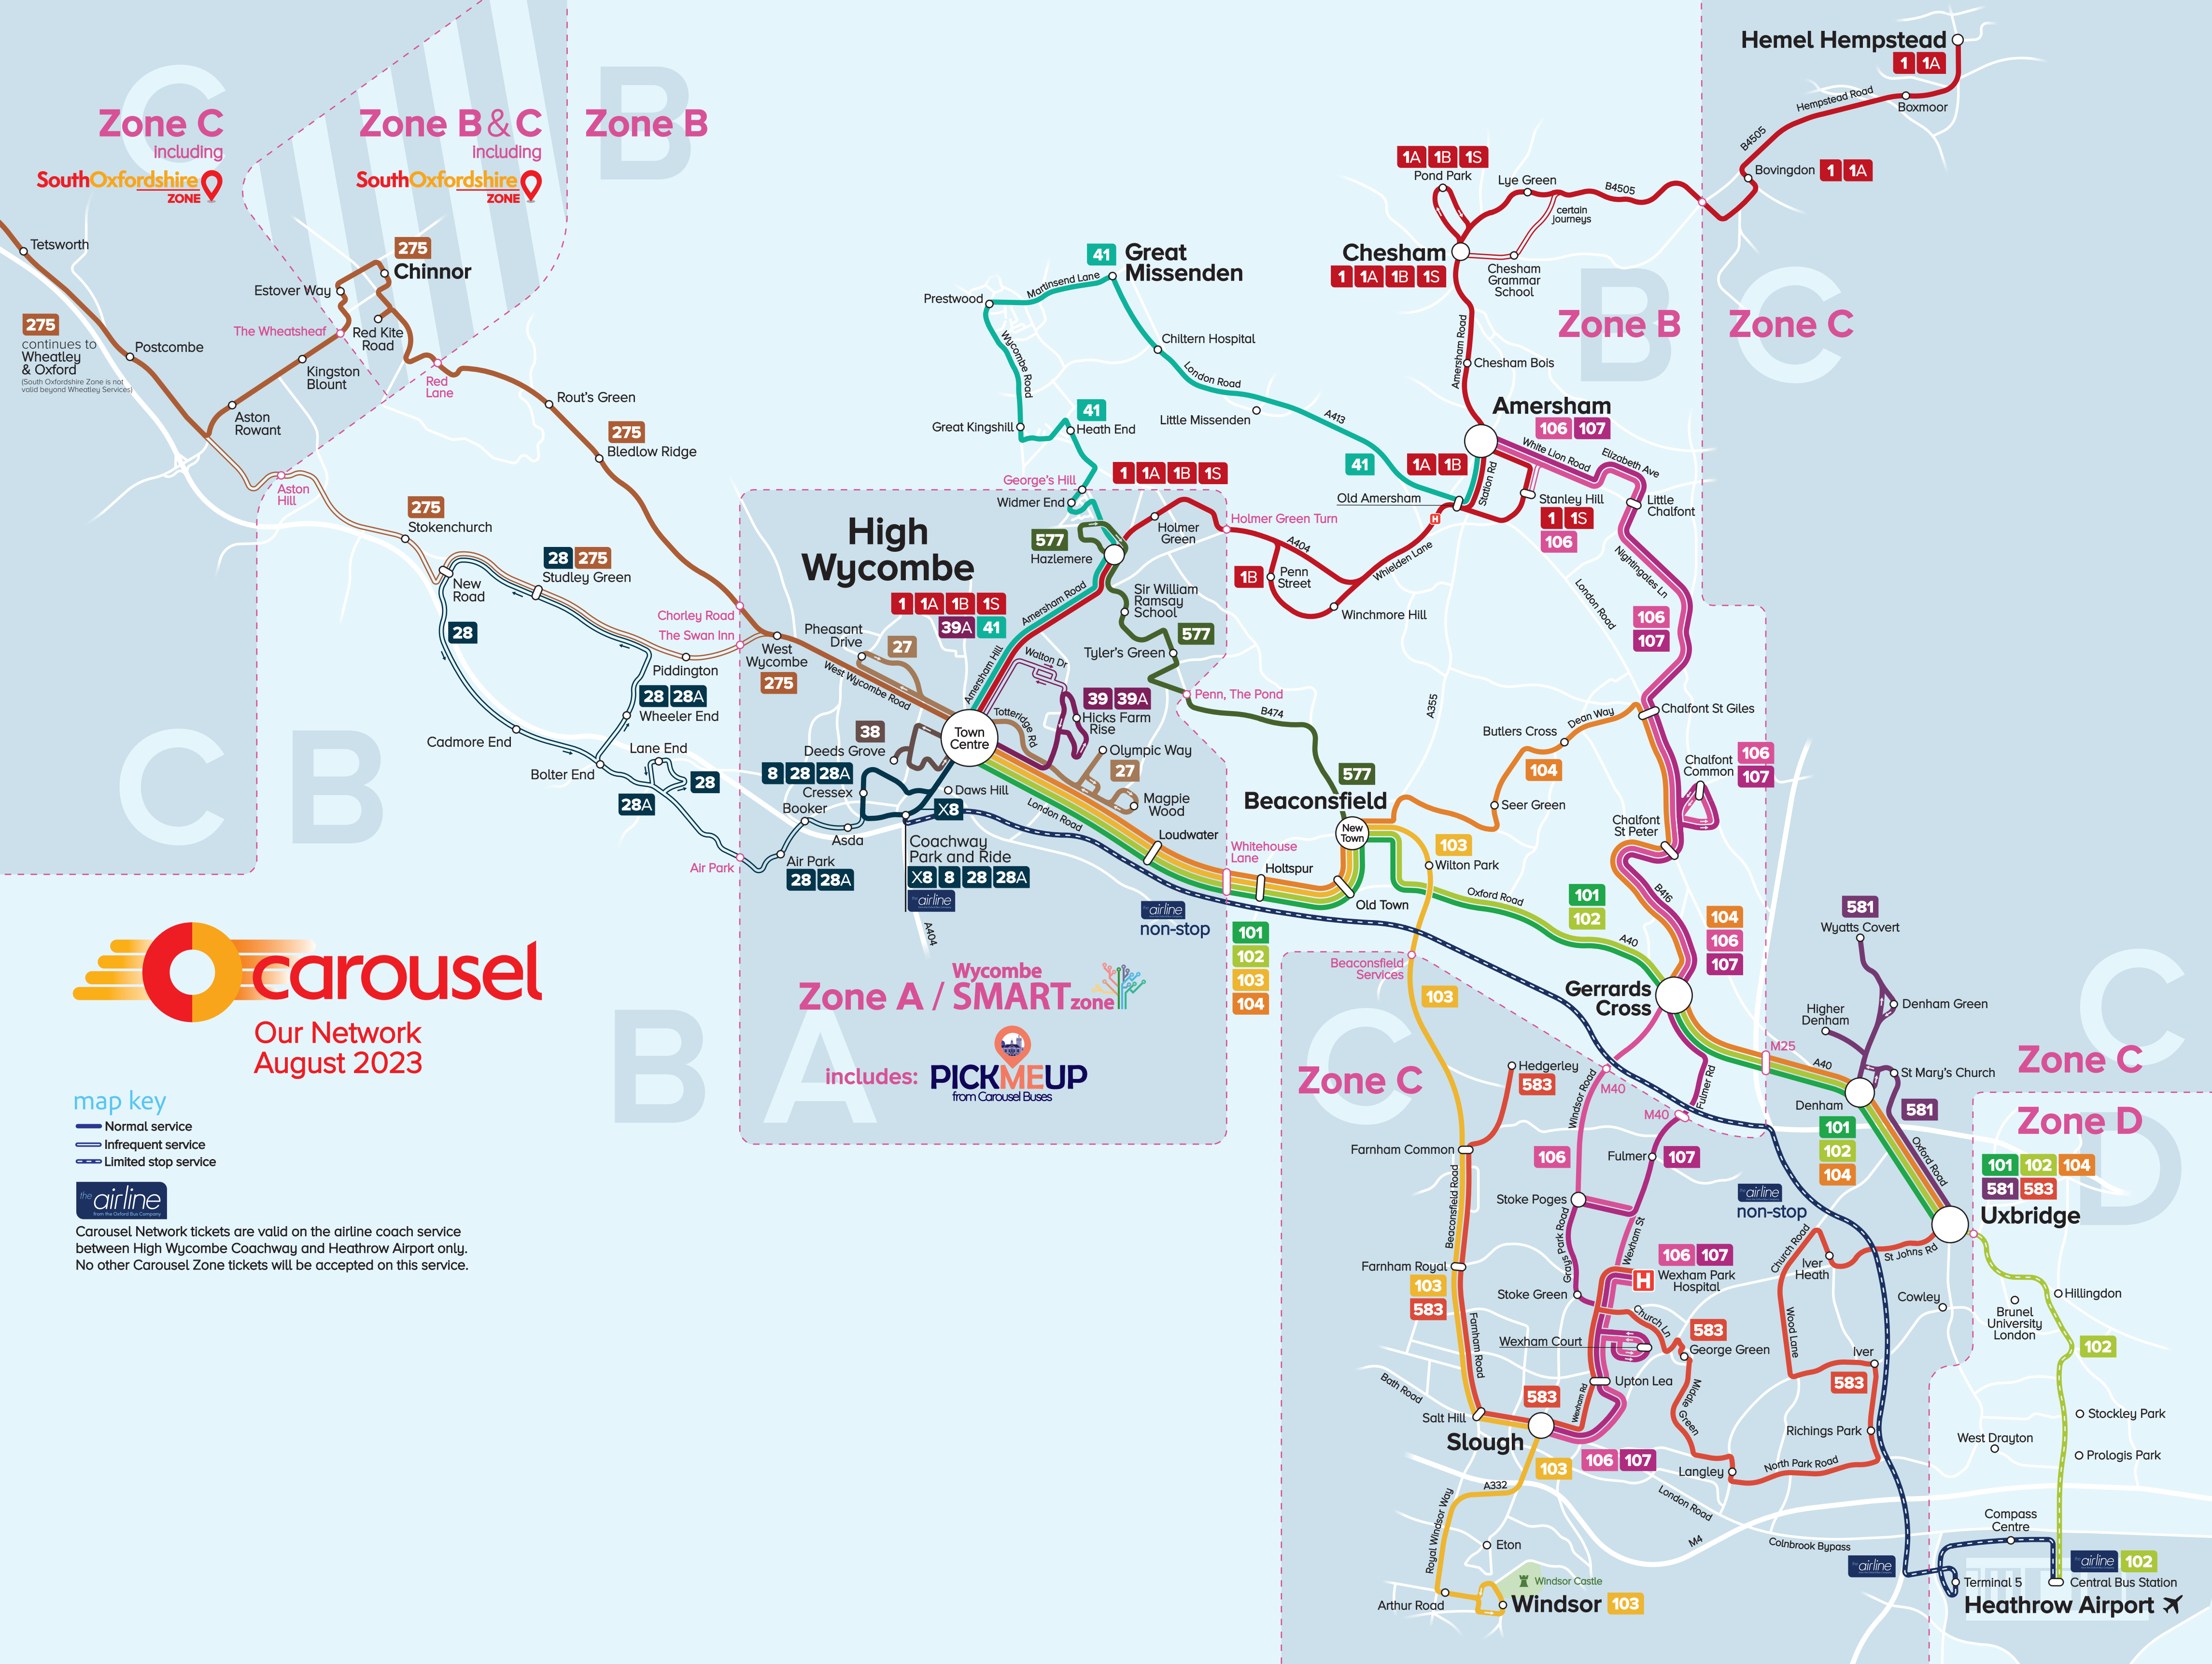 Zone C
including
SouthOxfordshire
ZONE
Zone B & C
including
SouthOxfordshire
ZONE
Zone B
C
B
Tetsworth
275
continues to
Wheatley
& Oxford
(South Oxfordshire Zone is not
valid beyond Wheatley Services)
Postcombe
275
Chinnor
Estover Way
The Wheatsheaf
Red Kite
Road
Kingston
Blount
Aston
Rowant
Red
Lane
Rout's Green
275
Bledlow Ridge
Aston
Hill
275
Stokenchurch
28 275
Studley Green
New
Road
28
Chorley Road
The Swan Inn
Piddington
West
Wycombe
275
28 28A
Wheeler End
Cadmore End
Bolter End
Lane End
28
28A
Air Park
C
B
Hemel Hempstead
1 1A
Boxmoor
Hempstead Road
B4505
Bovingdon 1 1A
1A 1B 1S
Pond Park
Lye Green
B4505
certain
journeys
Chesham
1 1A 1B 1S
Chesham
Grammar
School
B
C
Zone B
Zone C
Amersham Road
Chesham Bois
Amersham
106 107
White Lion Road
Elizabeth Ave
41
Great
Missenden
Martinsend Lane
Prestwood
Wycombe Road
Chiltern Hospital
London Road
Little Missenden
A413
Great Kingshill
41
Heath End
George's Hill
Widmer End
1 1A 1B 1S
41
1A 1B
Old Amersham
Station Rd
Stanley Hill
1 1S
106
Little
Chalfont
H
Whielden Lane
Holmer Green Turn
A404
1B
Penn
Street
Winchmore Hill
Nightingales Ln
London Road
106
107
High
Wycombe
1 1A 1B 1S
39A 41
577
Hazlemere
Holmer
Green
Amersham Road
Sir William
Ramsay
School
577
Tyler's Green
Penn, The Pond
B474
Pheasant
Drive
27
West Wycombe Road
Amersham Hill
Walton Dr
39 39A
Hicks Farm
Rise
Totteridge Rd
Town
Centre
38
Deeds Grove
Olympic Way
27
Magpie
Wood
8 28 28A
Cressex
Booker
Asda
Air Park
28 28A
Daws Hill
X8
Coachway
Park and Ride
X8 8 28 28A
the airline
A404
London Road
Loudwater
the airline
non-stop
Whitehouse
Lane
Holtspur
101
102
103
104
577
Beaconsfield
New
Town
Old Town
A355
Butlers Cross
Dean Way
104
Seer Green
Chalfont St Giles
Chalfont
Common
106
107
Chalfont
St Peter
B416
103
Wilton Park
Oxford Road
101
102
A40
104
106
107
Gerrards
Cross
Beaconsfield
Services
103
Zone A / Wycombe
SMARTzone
includes: PICKMEUP
from Carousel Buses
B
A
carousel
Our Network
August 2023
map key
Normal service
Infrequent service
Limited stop service
the airline
from the Oxford Bus Company
Carousel Network tickets are valid on the airline coach service
between High Wycombe Coachway and Heathrow Airport only.
No other Carousel Zone tickets will be accepted on this service.
581
Wyatts Covert
Denham Green
Higher
Denham
M25
A40
St Mary's Church
Denham
581
101
102
104
Oxford Road
C
Zone C
Zone D
D
101 102 104
581 583
Uxbridge
C
Zone C
Hedgerley
583
Windsor Road
M40
M40
Fulmer Rd
Farnham Common
106
Fulmer
107
Beaconsfield Road
Stoke Poges
Grays Park Road
Wexham St
the airline
non-stop
Farnham Royal
103
583
Stoke Green
106 107
H
Wexham Park
Hospital
Church Ln
583
George Green
Wexham Court
Farnham Road
Upton Lea
Middle
Green
Bath Road
Salt Hill
583
Slough
Wexham Rd
106 107
103
Langley
North Park Road
Richings Park
583
Iver
Wood Lane
Church Road
Iver
Heath
St Johns Rd
Cowley
Hillingdon
Brunel
University
London
102
Stockley Park
West Drayton
Prologis Park
A332
Royal Windsor Way
London Road
M4
Colnbrook Bypass
Eton
Windsor Castle
Arthur Road
Windsor 103
the airline
Compass
Centre
the airline 102
Terminal 5
Central Bus Station
Heathrow Airport